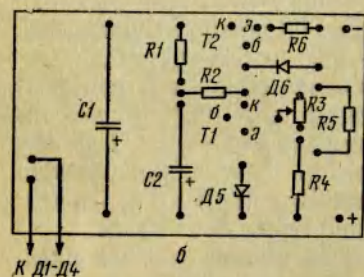 К Э R6 −
T2 б
R1
Д6
R2
К R3
C1 б R5
T1 Э
C2 Д5 R4
+ + +
К Д1-Д4
б